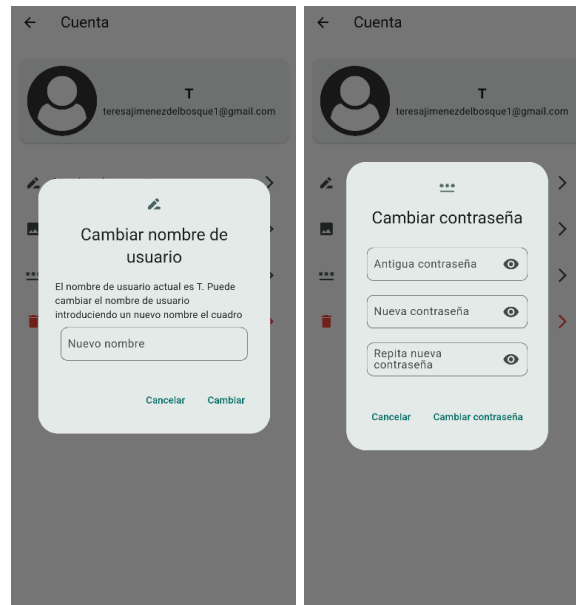 Cuenta
T
teresajimenezdelbosque1@gmail.com
Cambiar nombre de
usuario
El nombre de usuario actual es T. Puede
cambiar el nombre de usuario
introduciendo un nuevo nombre el cuadro
Nuevo nombre
Cancelar Cambiar
Cuenta
T
teresajimenezdelbosque1@gmail.com
Cambiar contraseña
Antigua contraseña
Nueva contraseña
Repita nueva
contraseña
Cancelar Cambiar contraseña